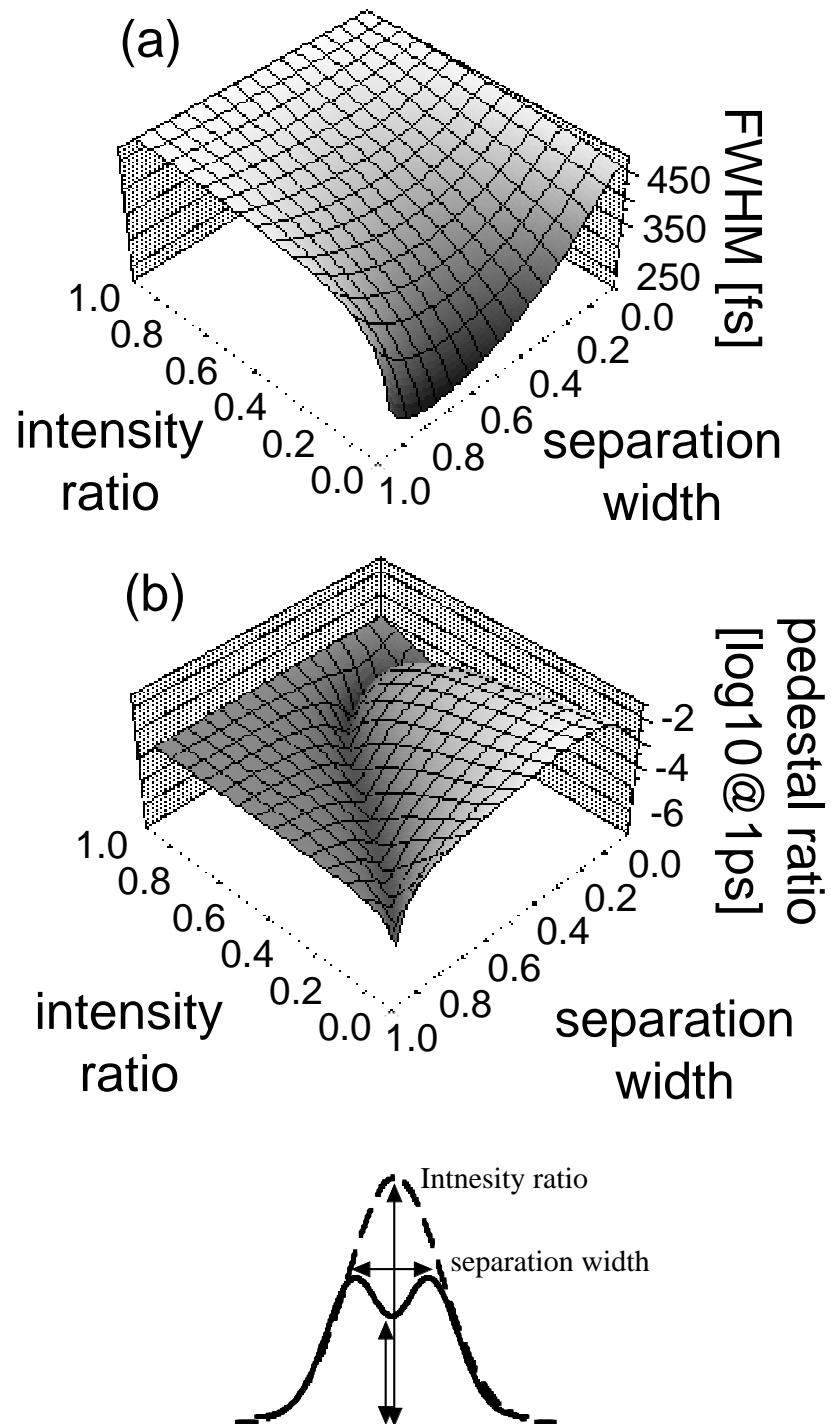 (a)
FWHM [fs]
450
350
250
1.0
0.8
0.6
0.4
0.2
0.0
intensity
ratio
0.0
0.2
0.4
0.6
0.8
1.0
separation
width
(b)
pedestal ratio
[log10@1ps]
-2
-4
-6
1.0
0.8
0.6
0.4
0.2
0.0
intensity
ratio
0.0
0.2
0.4
0.6
0.8
1.0
separation
width
Intnesity ratio
separation width